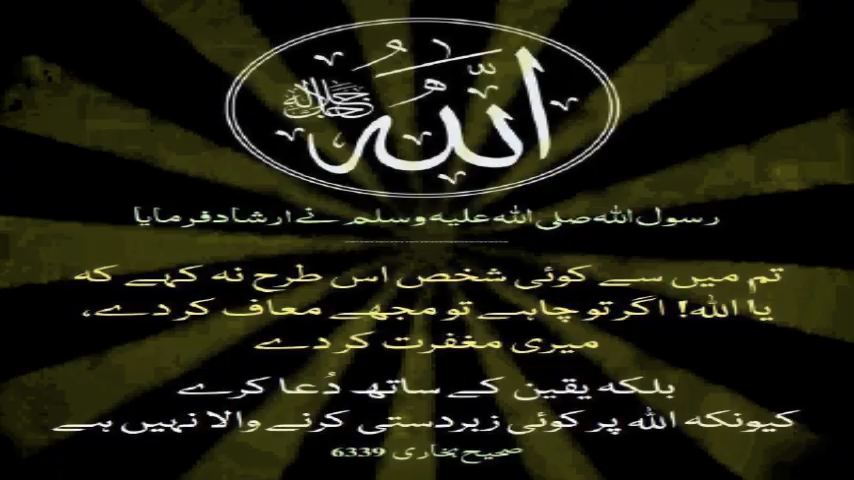 اللّٰهُ
جل جلالہ
رسول اللہ صلی اللہ علیہ وسلم نے ارشاد فرمایا
تم میں سے کوئی شخص اس طرح نہ کہے کہ
یا اللہ! اگر تو چاہے تو مجھے معاف کر دے،
میری مغفرت کر دے
بلکہ یقین کے ساتھ دُعا کرے
کیونکہ اللہ پر کوئی زبردستی کرنے والا نہیں ہے
صحیح بخاری 6339